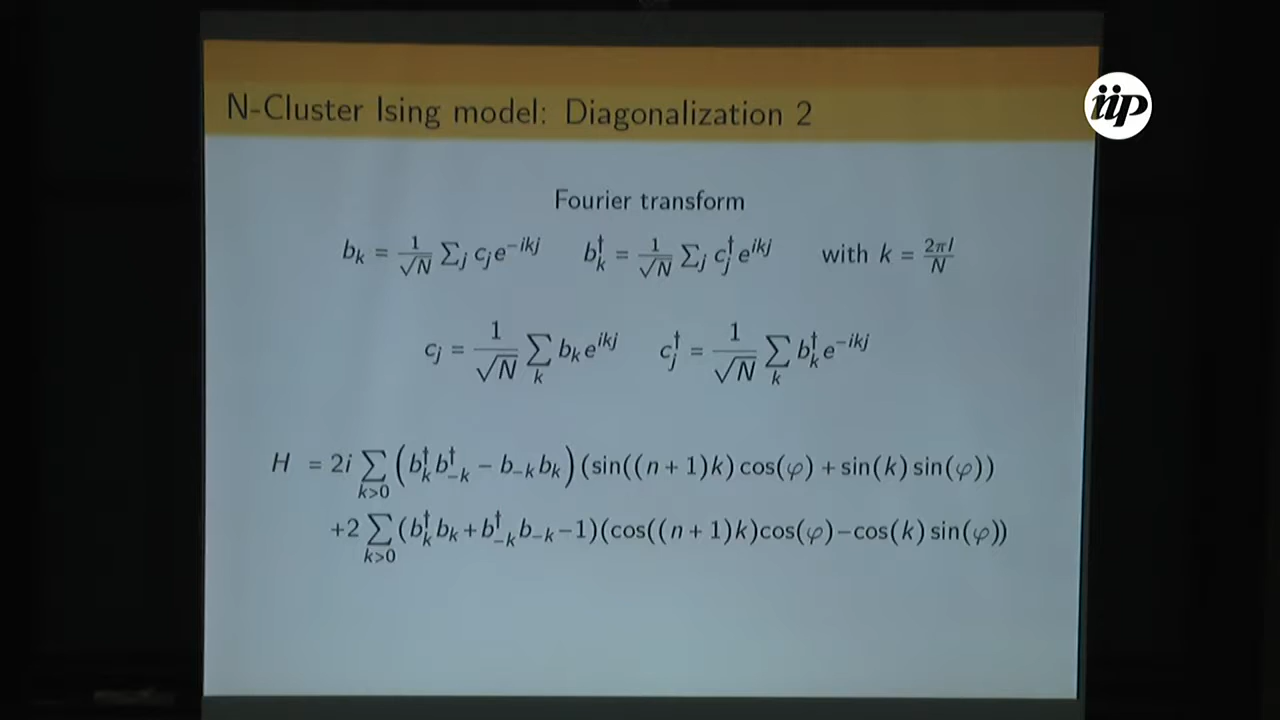 N-Cluster Ising model: Diagonalization 2
iip
Fourier transform
b_k = 1/√N ∑_j c_j e^{-ikj}   b_k^† = 1/√N ∑_j c_j^† e^{ikj}   with k = 2πl/N
c_j = 1/√N ∑_k b_k e^{ikj}   c_j^† = 1/√N ∑_k b_k^† e^{-ikj}
H = 2i ∑_{k>0} (b_k^† b_{-k}^† − b_{-k} b_k) (sin((n + 1)k) cos(φ) + sin(k) sin(φ))
+2 ∑_{k>0} (b_k^† b_k + b_{-k}^† b_{-k} −1)(cos((n + 1)k)cos(φ)−cos(k) sin(φ))